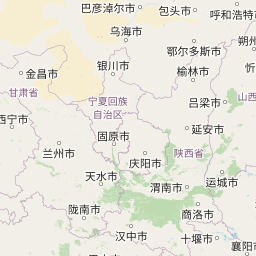 巴彦淖尔市
包头市
呼和浩特
乌海市
鄂尔多斯市
朔州
银川市
金昌市
榆林市
忻
甘肃省
宁夏回族
自治区
吕梁市
山西
西宁市
延安市
固原市
兰州市
庆阳市
陕西省
天水市
渭南市
运城市
陇南市
商洛市
汉中市
十堰市
襄阳